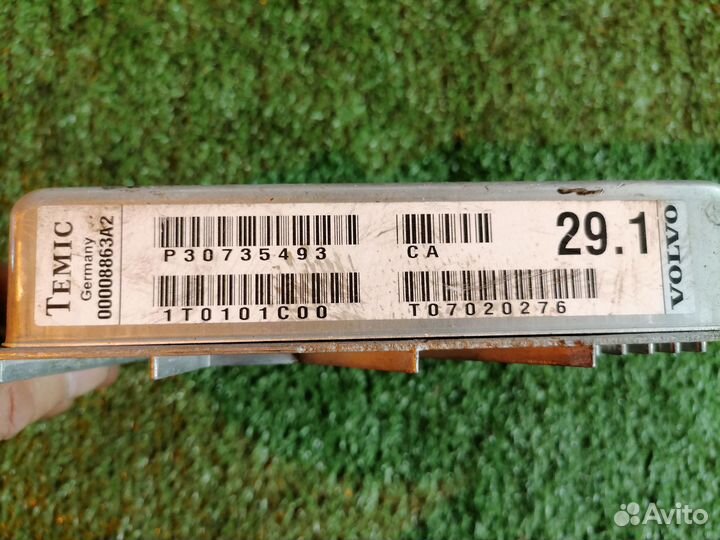 TEMIC
Germany
00008863A2
P30735493
CA
29.1
1T0101C00
T07020276
VOLVO
Avito